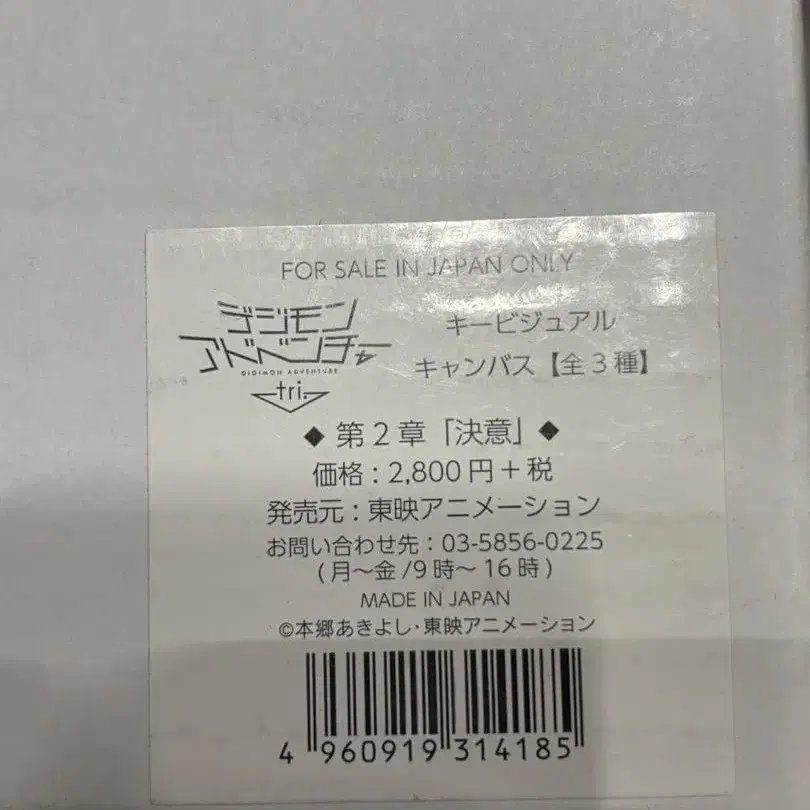 FOR SALE IN JAPAN ONLY
デジモン
アドベンチャー
DIGIMON ADVENTURE
tri.
キービジュアル
キャンバス【全3種】
◆ 第2章「決意」◆
価格：2,800円＋税
発売元：東映アニメーション
お問い合わせ先：03-5856-0225
(月〜金/9時〜16時)
MADE IN JAPAN
©本郷あきよし・東映アニメーション
4 960919 314185